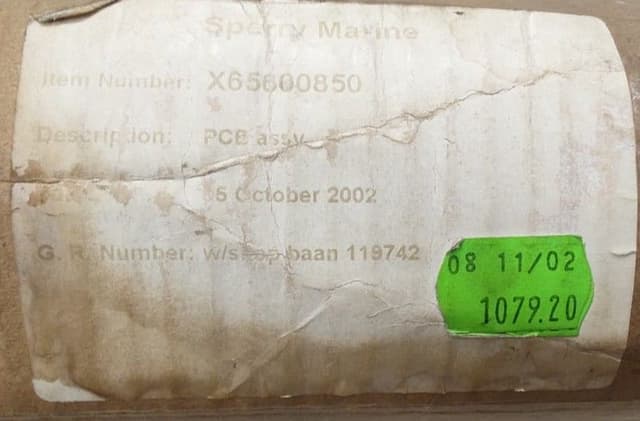 Sperry Marine
Item Number: X65600850
Description: PCB assy
5 October 2002
G. R. Number: baan 119742
08 11/02
1079.20